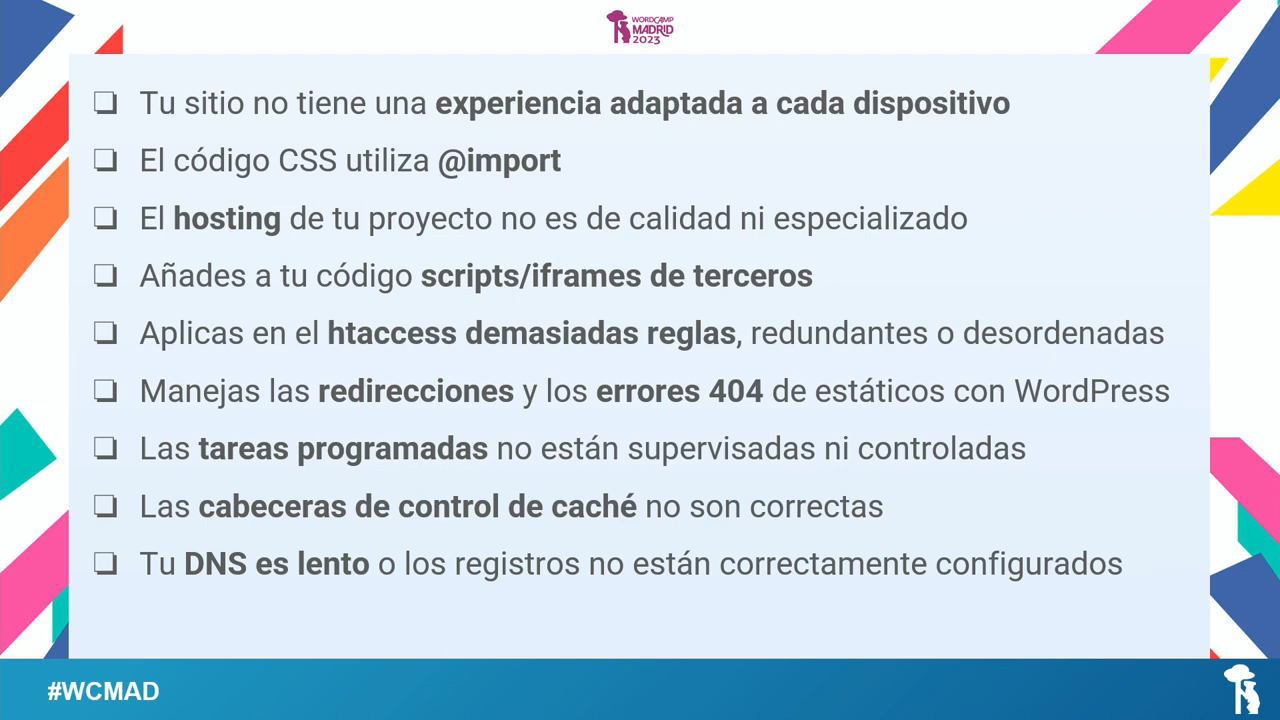 WORDCAMP
MADRID
2023
Tu sitio no tiene una experiencia adaptada a cada dispositivo
El código CSS utiliza @import
El hosting de tu proyecto no es de calidad ni especializado
Añades a tu código scripts/iframes de terceros
Aplicas en el htaccess demasiadas reglas, redundantes o desordenadas
Manejas las redirecciones y los errores 404 de estáticos con WordPress
Las tareas programadas no están supervisadas ni controladas
Las cabeceras de control de caché no son correctas
Tu DNS es lento o los registros no están correctamente configurados
#WCMAD